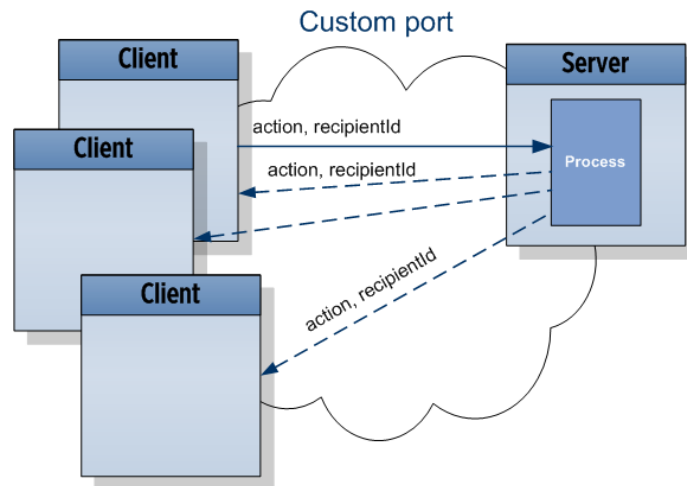 Custom port
Client
Server
action, recipientId
Client
Process
action, recipientId
action, recipientId
Client